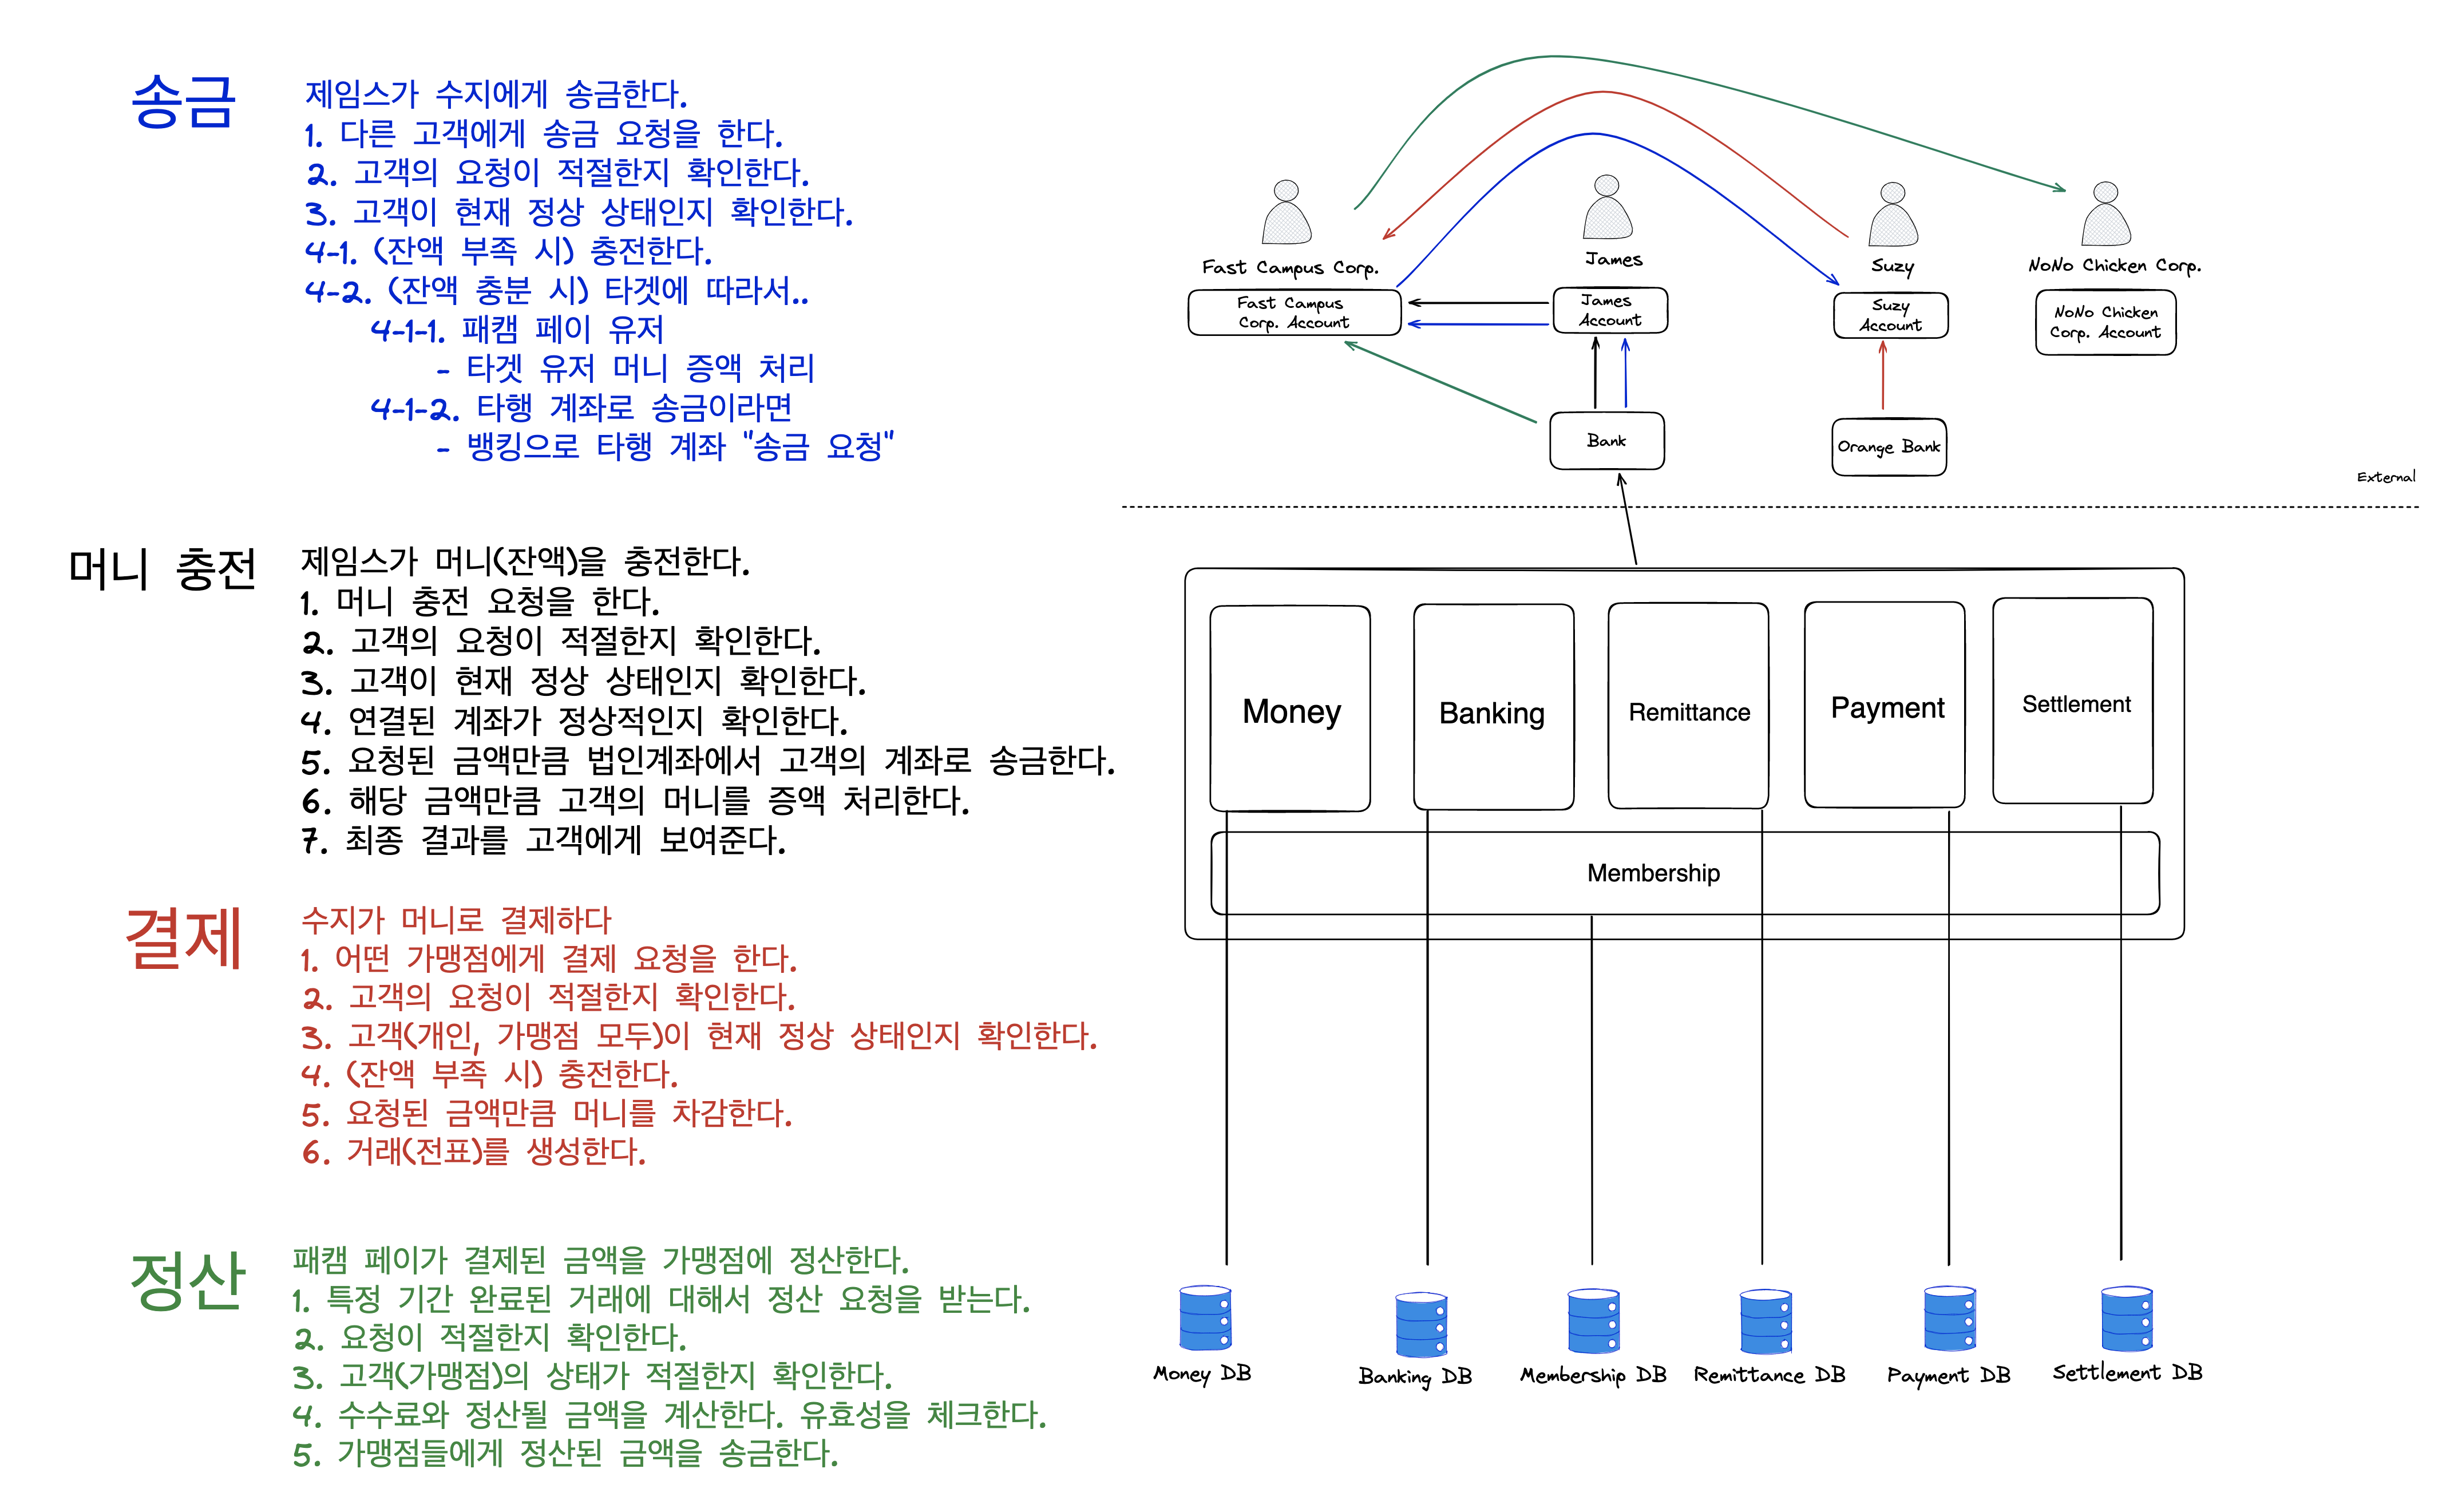 송금
제임스가 수지에게 송금한다.
1. 다른 고객에게 송금 요청을 한다.
2. 고객의 요청이 적절한지 확인한다.
3. 고객이 현재 정상 상태인지 확인한다.
4-1. (잔액 부족 시) 충전한다.
4-2. (잔액 충분 시) 타겟에 따라서..
4-1-1. 패캠 페이 유저
- 타겟 유저 머니 증액 처리
4-1-2. 타행 계좌로 송금이라면
- 뱅킹으로 타행 계좌 "송금 요청"
머니 충전
제임스가 머니(잔액)을 충전한다.
1. 머니 충전 요청을 한다.
2. 고객의 요청이 적절한지 확인한다.
3. 고객이 현재 정상 상태인지 확인한다.
4. 연결된 계좌가 정상적인지 확인한다.
5. 요청된 금액만큼 법인계좌에서 고객의 계좌로 송금한다.
6. 해당 금액만큼 고객의 머니를 증액 처리한다.
7. 최종 결과를 고객에게 보여준다.
결제
수지가 머니로 결제하다
1. 어떤 가맹점에게 결제 요청을 한다.
2. 고객의 요청이 적절한지 확인한다.
3. 고객(개인, 가맹점 모두)이 현재 정상 상태인지 확인한다.
4. (잔액 부족 시) 충전한다.
5. 요청된 금액만큼 머니를 차감한다.
6. 거래(전표)를 생성한다.
정산
패캠 페이가 결제된 금액을 가맹점에 정산한다.
1. 특정 기간 완료된 거래에 대해서 정산 요청을 받는다.
2. 요청이 적절한지 확인한다.
3. 고객(가맹점)의 상태가 적절한지 확인한다.
4. 수수료와 정산될 금액을 계산한다. 유효성을 체크한다.
5. 가맹점들에게 정산된 금액을 송금한다.
Fast Campus Corp.
James
Suzy
NoNo Chicken Corp.
Fast Campus
Corp. Account
James
Account
Suzy
Account
NoNo Chicken
Corp. Account
Bank
Orange Bank
External
Money
Banking
Remittance
Payment
Settlement
Membership
Money DB
Banking DB
Membership DB
Remittance DB
Payment DB
Settlement DB